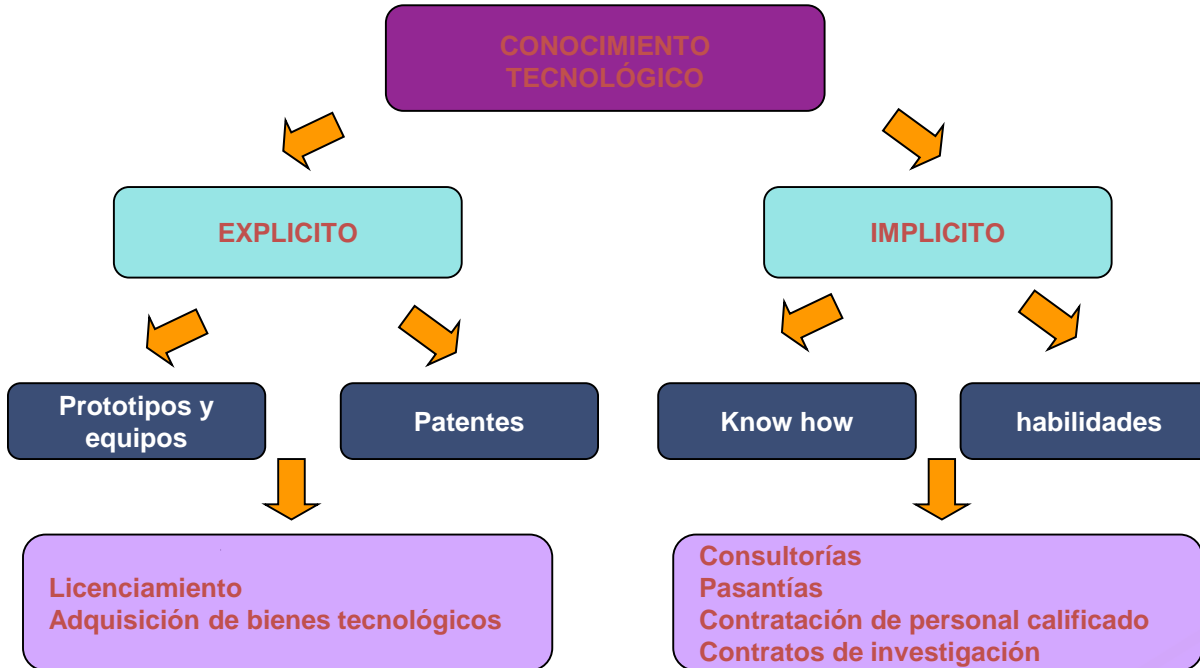 CONOCIMIENTO
TECNOLÓGICO
EXPLICITO
IMPLICITO
Prototipos y
equipos
Patentes
Know how
habilidades
Licenciamiento
Adquisición de bienes tecnológicos
Consultorías
Pasantías
Contratación de personal calificado
Contratos de investigación